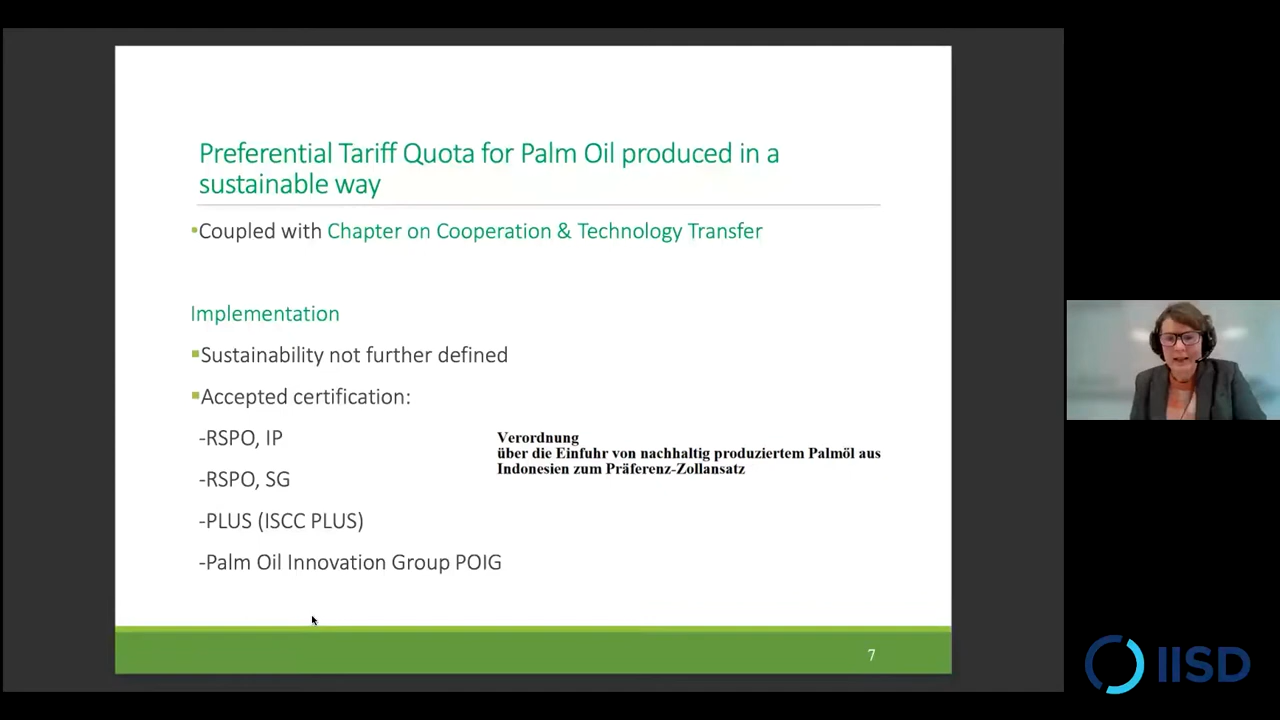 Preferential Tariff Quota for Palm Oil produced in a
sustainable way
•Coupled with Chapter on Cooperation & Technology Transfer
Implementation
▪Sustainability not further defined
▪Accepted certification:
-RSPO, IP
-RSPO, SG
-PLUS (ISCC PLUS)
-Palm Oil Innovation Group POIG
Verordnung
über die Einfuhr von nachhaltig produziertem Palmöl aus
Indonesien zum Präferenz-Zollansatz
7
IISD